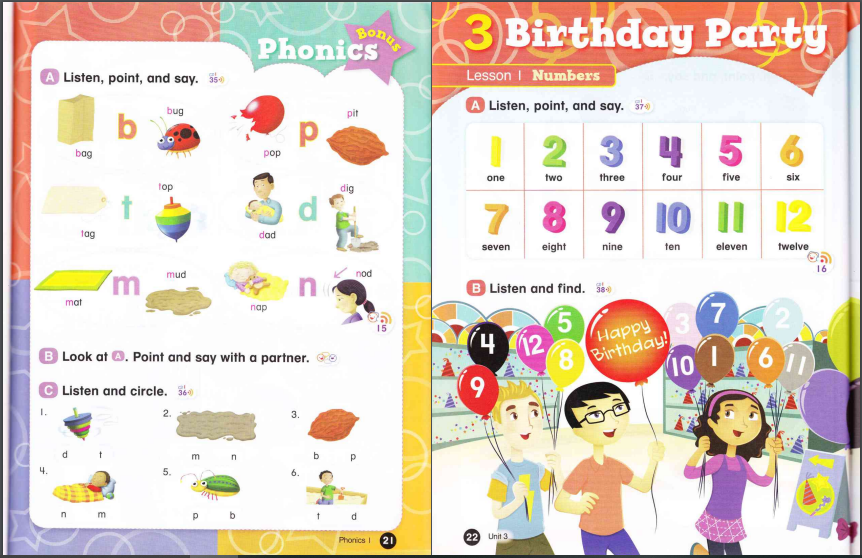 Phonics
Bonus
A Listen, point, and say.
35
bag
b
bug
pop
p
pit
tag
t
top
dad
d
dig
mat
m
mud
nap
n
nod
15
B Look at A. Point and say with a partner.
C Listen and circle.
36
1.
d t
2.
m n
3.
b p
4.
n m
5.
p b
6.
t d
Phonics 1 21
3 Birthday Party
Lesson 1 Numbers
A Listen, point, and say.
37
1 2 3 4 5 6
one two three four five six
7 8 9 10 11 12
seven eight nine ten eleven twelve
16
B Listen and find.
38
4
12
5
8
9
Happy
Birthday!
3
7
2
10
1
6
11
22 Unit 3